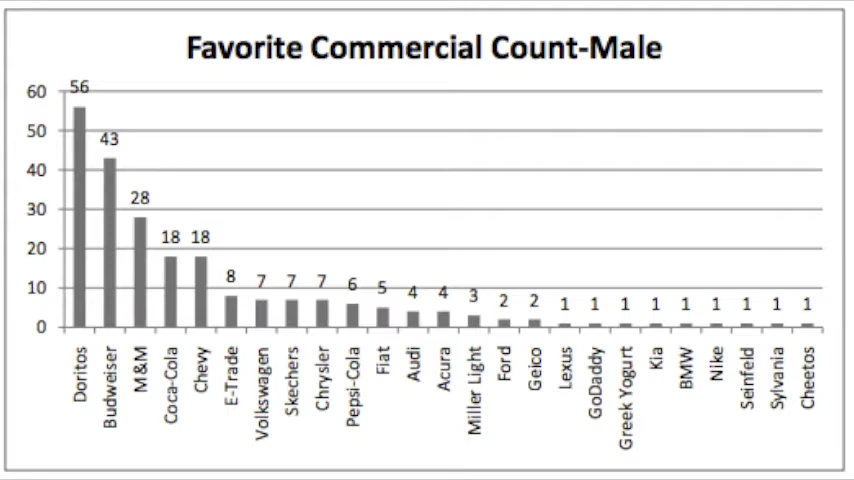 Favorite Commercial Count-Male
60
50
40
30
20
10
0
56
43
28
18
18
8
7
7
7
6
5
4
4
3
2
2
1
1
1
1
1
1
1
1
1
Doritos
Budweiser
M&M
Coca-Cola
Chevy
E-Trade
Volkswagen
Skechers
Chrysler
Pepsi-Cola
Fiat
Audi
Acura
Miller Light
Ford
Geico
Lexus
GoDaddy
Greek Yogurt
Kia
BMW
Nike
Seinfeld
Sylvania
Cheetos